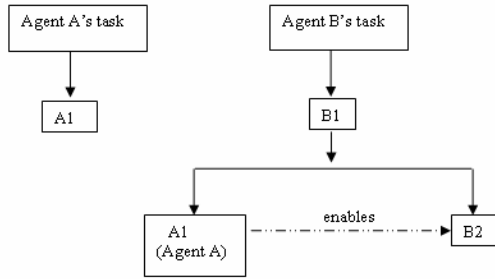 Agent A's task
Agent B's task
A1
B1
enables
A1
(Agent A)
B2